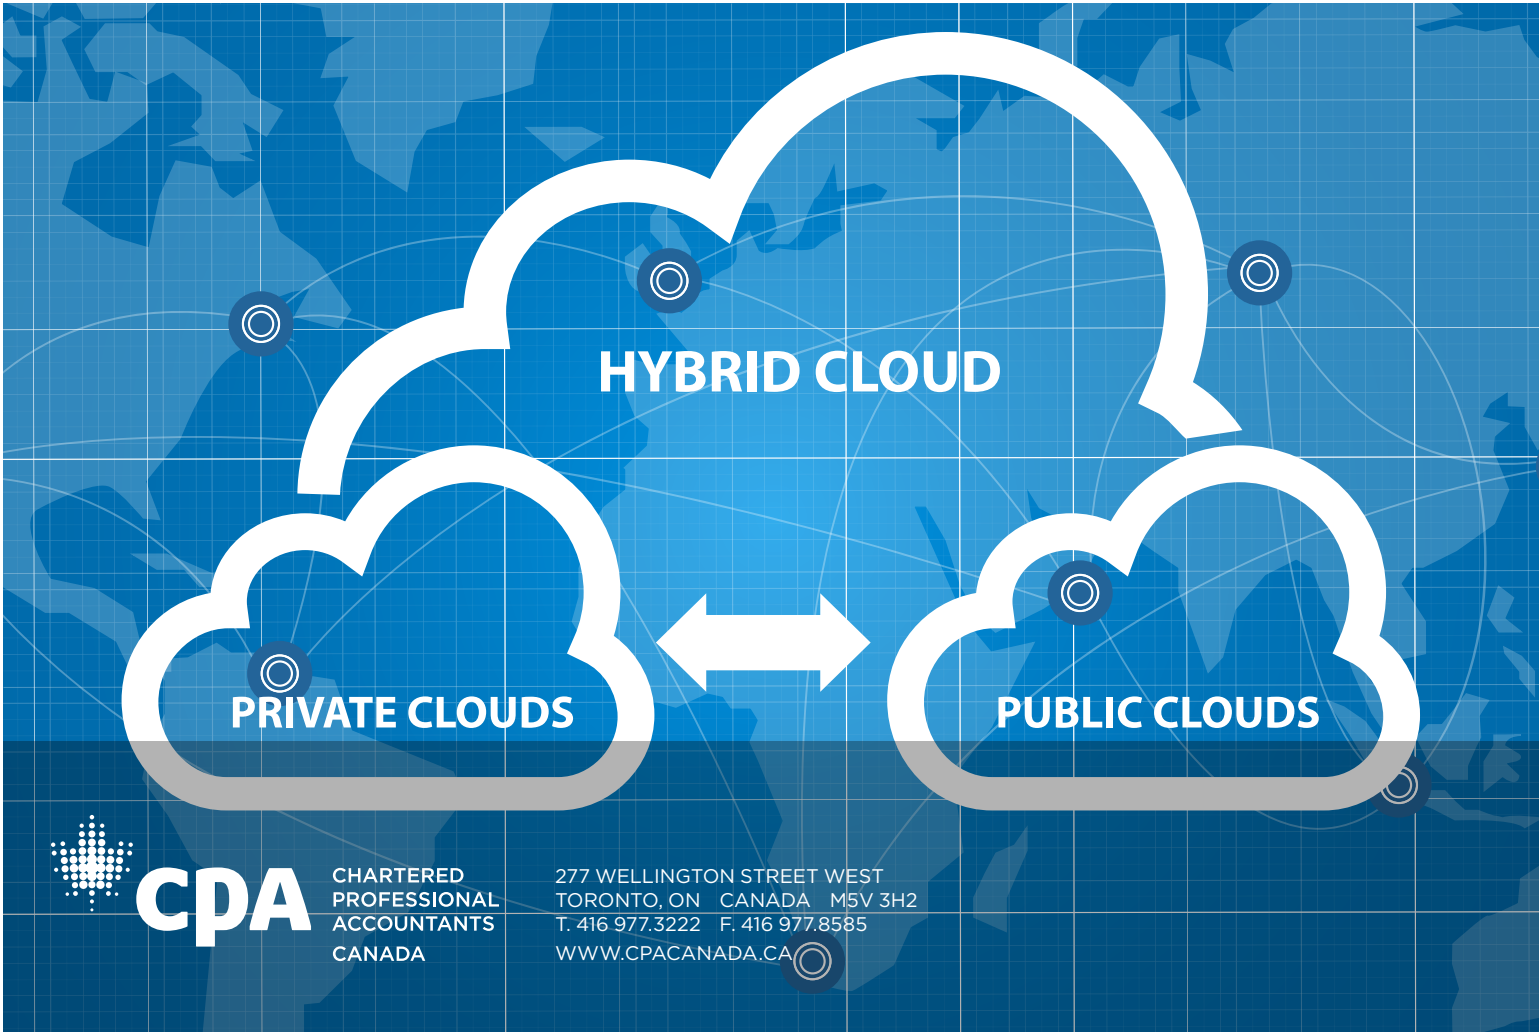 HYBRID CLOUD
PRIVATE CLOUDS
PUBLIC CLOUDS
cpa
CHARTERED
PROFESSIONAL
ACCOUNTANTS
CANADA
277 WELLINGTON STREET WEST
TORONTO, ON CANADA M5V 3H2
T. 416 977.3222 F. 416 977.8585
WWW.CPACANADA.CA